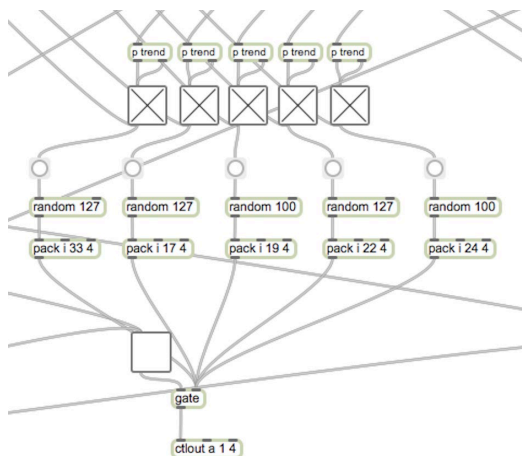 p trend p trend p trend p trend p trend
random 127 random 127 random 100 random 127 random 100
pack i 33 4 pack i 17 4 pack i 19 4 pack i 22 4 pack i 24 4
gate
ctlout a 1 4